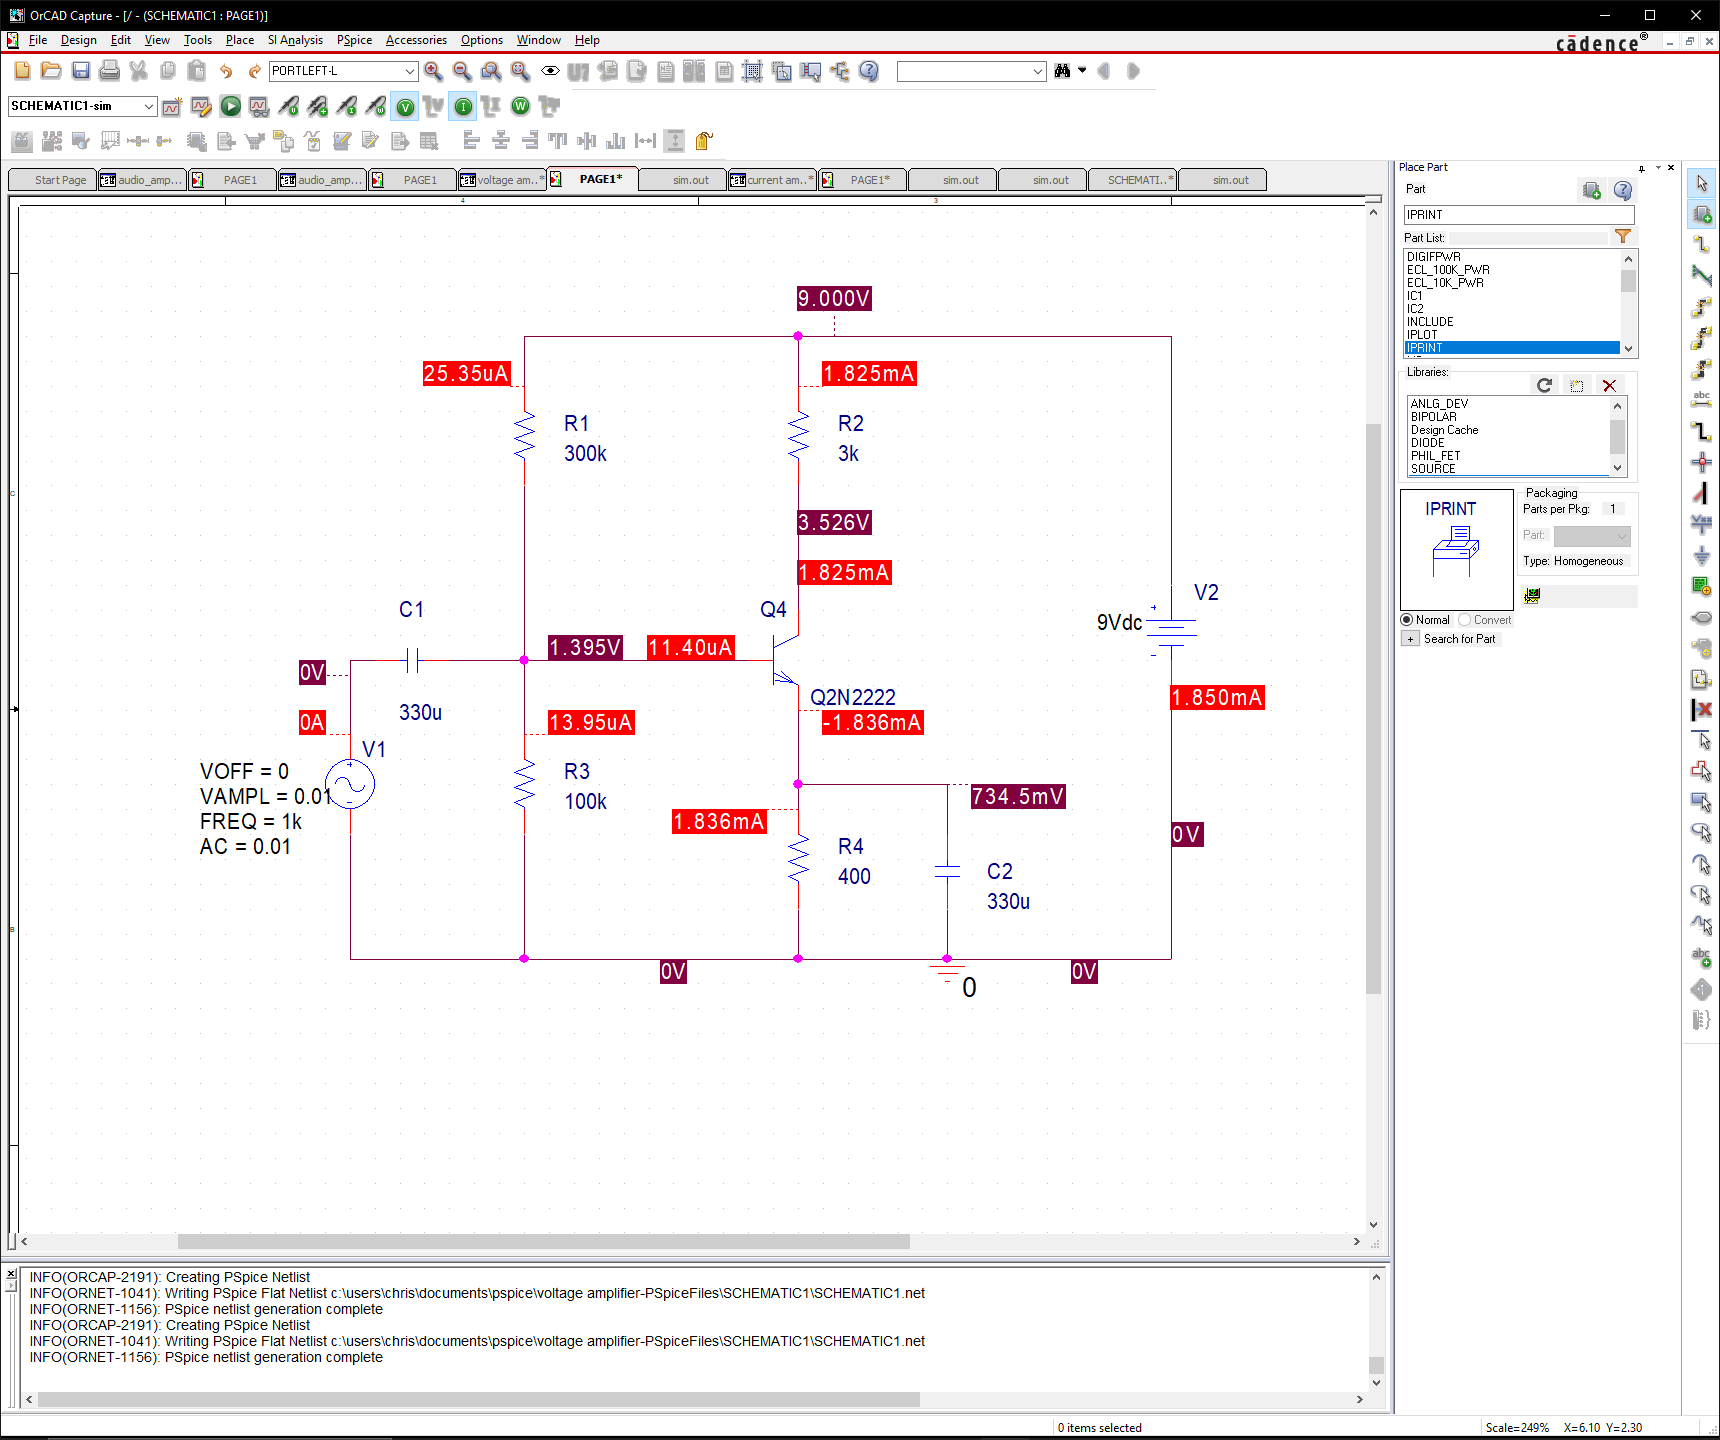 OrCAD Capture - [/ - (SCHEMATIC1 : PAGE1)]
File Design Edit View Tools Place SI Analysis PSpice Accessories Options Window Help
cādence®
PORTLEFT-L
SCHEMATIC1-sim
Start Page audio_amp... PAGE1 audio_amp... PAGE1 voltage am..* PAGE1* sim.out current am..* PAGE1* sim.out sim.out SCHEMATI..* sim.out
4 3
C
B
9.000V
25.35uA
1.825mA
R1
300k
R2
3k
3.526V
1.825mA
C1
330u
Q4
Q2N2222
1.395V
11.40uA
0V
0A
13.95uA
-1.836mA
V1
VOFF = 0
VAMPL = 0.01
FREQ = 1k
AC = 0.01
R3
100k
734.5mV
1.836mA
R4
400
C2
330u
V2
9Vdc
1.850mA
0V
0V
0V
0
Place Part
Part
IPRINT
Part List:
DIGIFPWR
ECL_100K_PWR
ECL_10K_PWR
IC1
IC2
INCLUDE
IPLOT
IPRINT
Libraries:
ANLG_DEV
BIPOLAR
Design Cache
DIODE
PHIL_FET
SOURCE
IPRINT
Packaging
Parts per Pkg: 1
Part:
Type: Homogeneous
Normal Convert
+ Search for Part
INFO(ORCAP-2191): Creating PSpice Netlist
INFO(ORNET-1041): Writing PSpice Flat Netlist c:\users\chris\documents\pspice\voltage amplifier-PSpiceFiles\SCHEMATIC1\SCHEMATIC1.net
INFO(ORNET-1156): PSpice netlist generation complete
INFO(ORCAP-2191): Creating PSpice Netlist
INFO(ORNET-1041): Writing PSpice Flat Netlist c:\users\chris\documents\pspice\voltage amplifier-PSpiceFiles\SCHEMATIC1\SCHEMATIC1.net
INFO(ORNET-1156): PSpice netlist generation complete
0 items selected
Scale=249% X=6.10 Y=2.30